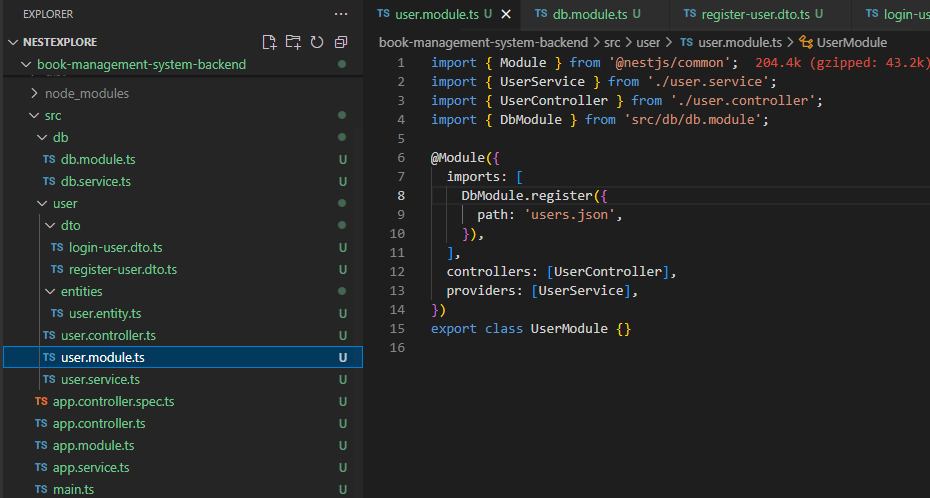 EXPLORER
NESTEXPLORE
book-management-system-backend
node_modules
src
db
TS db.module.ts U
TS db.service.ts U
user
dto
TS login-user.dto.ts U
TS register-user.dto.ts U
entities
TS user.entity.ts U
TS user.controller.ts U
TS user.module.ts U
TS user.service.ts U
TS app.controller.spec.ts U
TS app.controller.ts U
TS app.module.ts U
TS app.service.ts U
TS main.ts U
TS user.module.ts U
TS db.module.ts U
TS register-user.dto.ts U
TS login-us
book-management-system-backend > src > user > TS user.module.ts > UserModule
1 import { Module } from '@nestjs/common'; 204.4k (gzipped: 43.2k)
2 import { UserService } from './user.service';
3 import { UserController } from './user.controller';
4 import { DbModule } from 'src/db/db.module';
5
6 @Module({
7 imports: [
8 DbModule.register({
9 path: 'users.json',
10 }),
11 ],
12 controllers: [UserController],
13 providers: [UserService],
14 })
15 export class UserModule {}
16